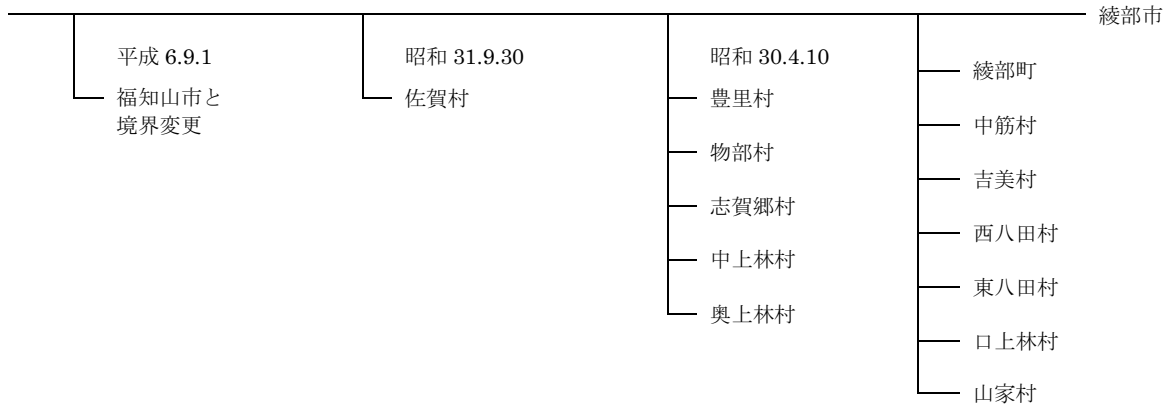 綾部市
綾部町
中筋村
吉美村
西八田村
東八田村
口上林村
山家村
昭和 30.4.10
豊里村
物部村
志賀郷村
中上林村
奥上林村
昭和 31.9.30
佐賀村
平成 6.9.1
福知山市と
境界変更